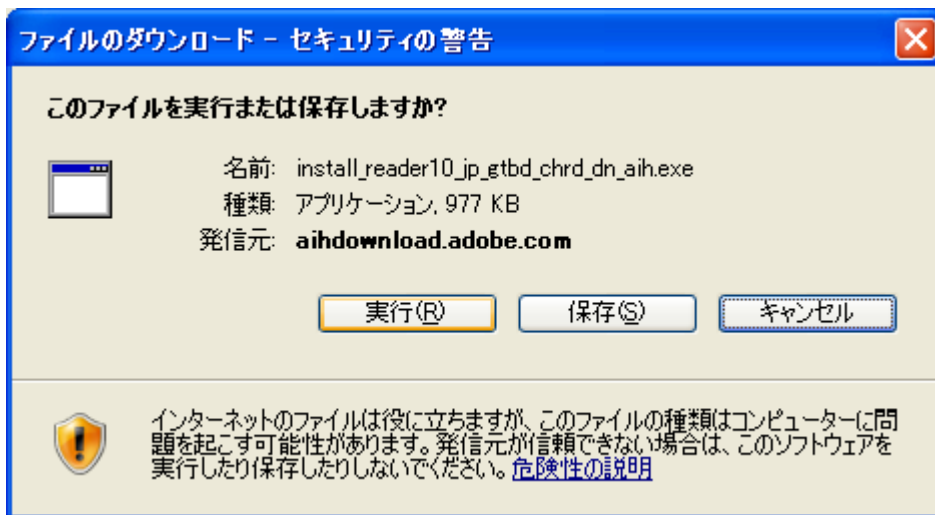 ファイルのダウンロード - セキュリティの警告
このファイルを実行または保存しますか?
名前: install_reader10_jp_gtbd_chrd_dn_aih.exe
種類: アプリケーション, 977 KB
発信元: aihdownload.adobe.com
実行(R) 保存(S) キャンセル
インターネットのファイルは役に立ちますが、このファイルの種類はコンピューターに問
題を起こす可能性があります。発信元が信頼できない場合は、このソフトウェアを
実行したり保存したりしないでください。危険性の説明